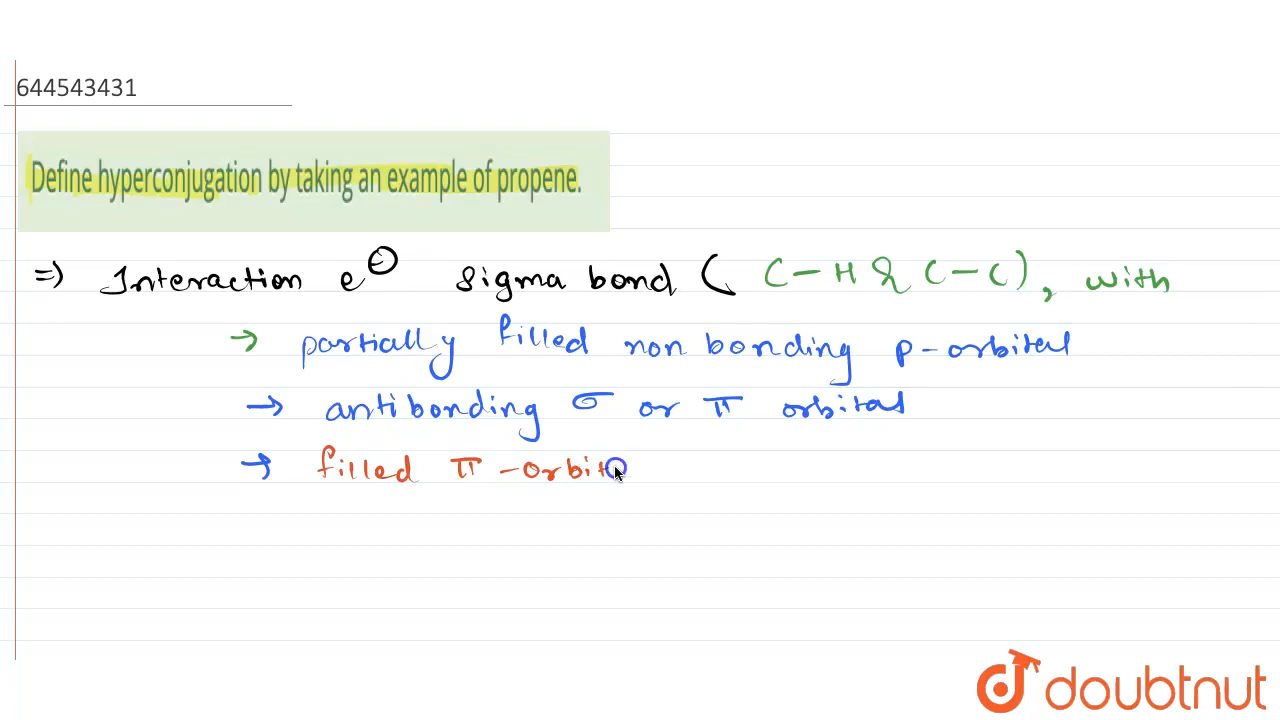 644543431
Define hyperconjugation by taking an example of propene.
=> Interaction e⊖ Sigma bond ( C-H & C-C), with
→ partially filled non bonding p-orbital
→ antibonding σ or π orbital
→ filled π-orbita
doubtnut